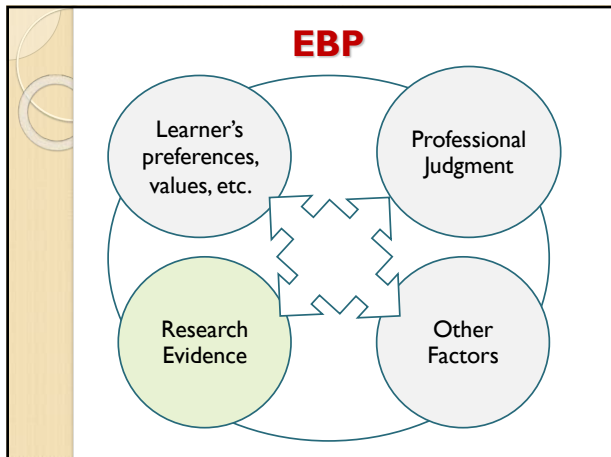 EBP
Learner's
preferences,
values, etc.
Professional
Judgment
Research
Evidence
Other
Factors